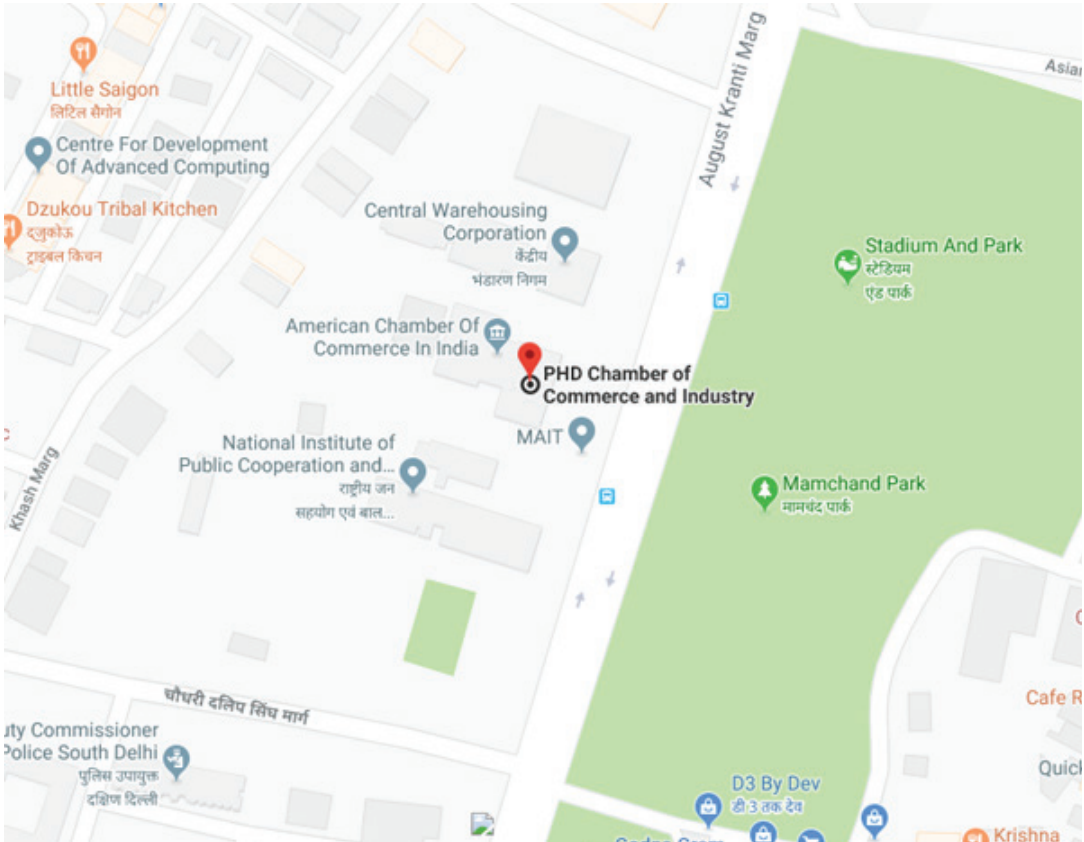 Little Saigon
लिटिल सैगोन
Centre For Development
Of Advanced Computing
Dzukou Tribal Kitchen
द्जुकोऊ
ट्राइबल किचन
Central Warehousing
Corporation
केंद्रीय
भंडारण निगम
American Chamber Of
Commerce In India
PHD Chamber of
Commerce and Industry
MAIT
National Institute of
Public Cooperation and...
राष्ट्रीय जन
सहयोग एवं बाल...
Khash Marg
August Kranti Marg
Asian
Stadium And Park
स्टेडियम
एंड पार्क
Mamchand Park
मामचंद पार्क
चौधरी दलिप सिंघ मार्ग
uty Commissioner
Police South Delhi
पुलिस उपायुक्त
दक्षिण दिल्ली
Cafe R
Quick
D3 By Dev
डी 3 तक देव
Krishna